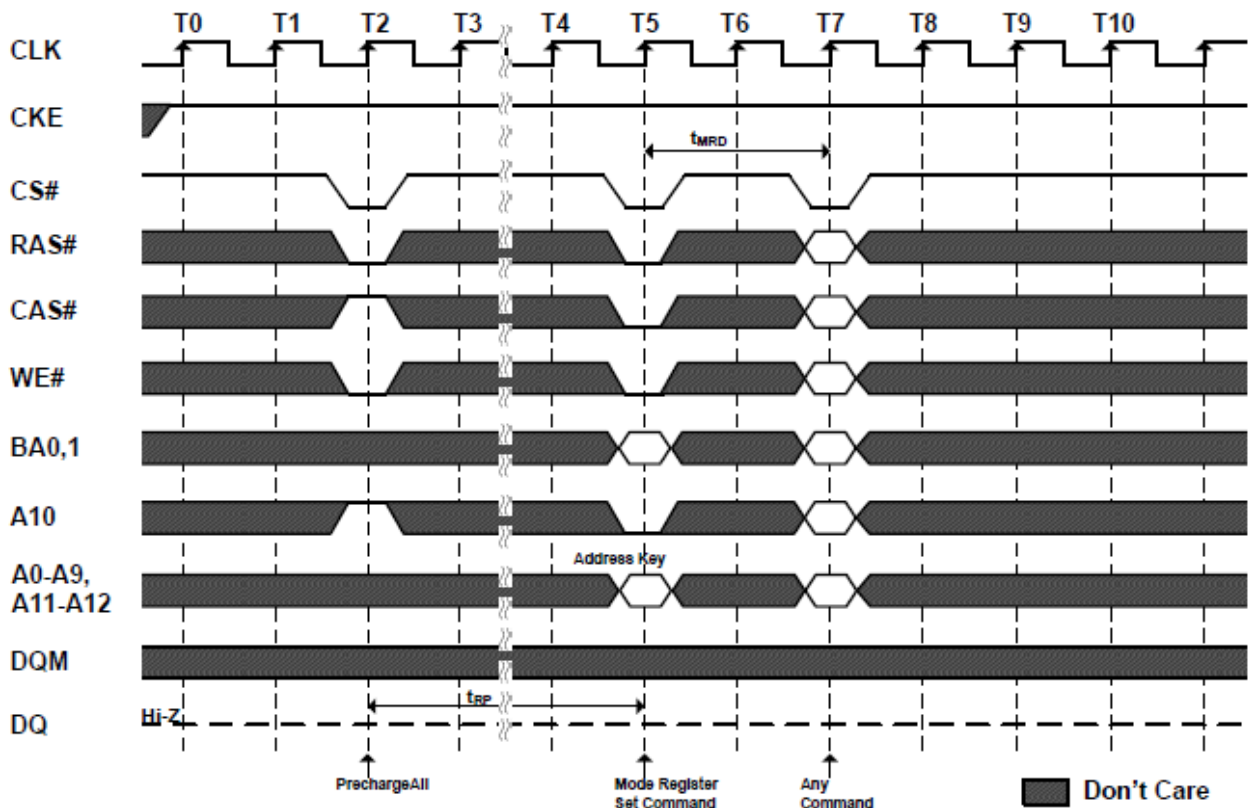 T0 T1 T2 T3 T4 T5 T6 T7 T8 T9 T10
CLK
CKE
tMRD
CS#
RAS#
CAS#
WE#
BA0,1
A10
Address Key
A0-A9,
A11-A12
DQM
tRP
Hi-Z
DQ
PrechargeAll
Mode Register
Set Command
Any
Command
Don't Care